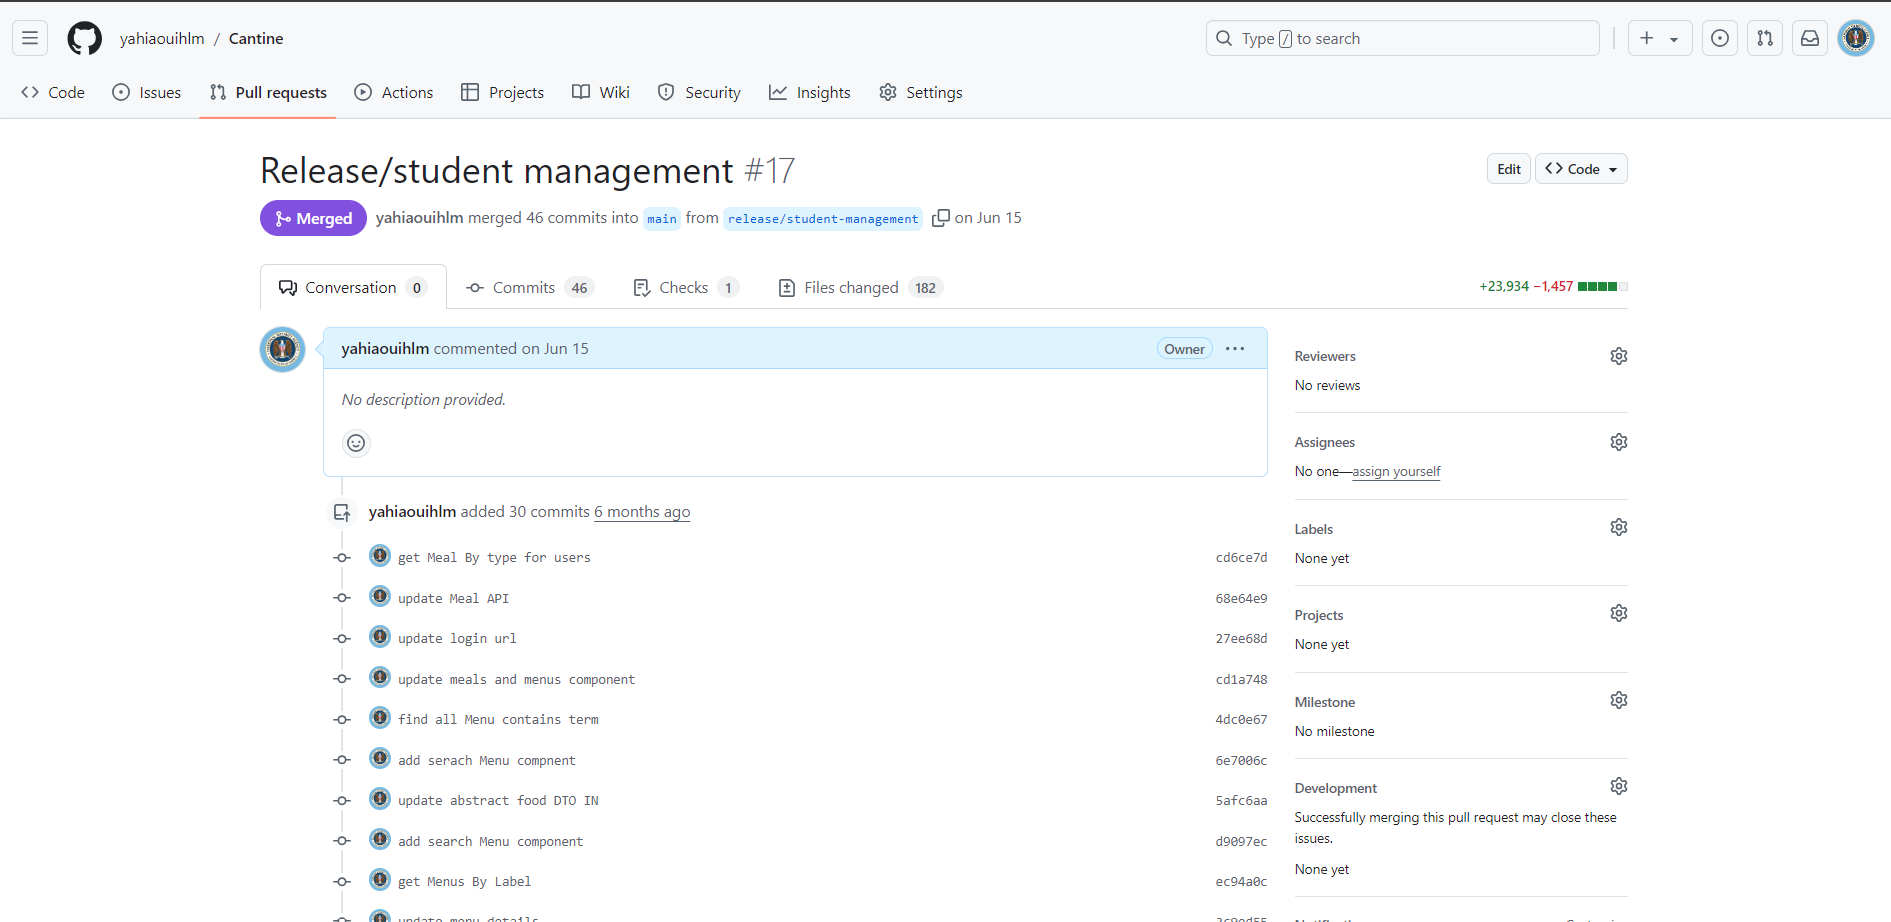 yahiaouihlm / Cantine
Type / to search
Code Issues Pull requests Actions Projects Wiki Security Insights Settings
Release/student management #17
Edit Code
Merged yahiaouihlm merged 46 commits into main from release/student-management on Jun 15
Conversation 0 Commits 46 Checks 1 Files changed 182
+23,934 −1,457
yahiaouihlm commented on Jun 15
Owner
No description provided.
yahiaouihlm added 30 commits 6 months ago
get Meal By type for users cd6ce7d
update Meal API 68e64e9
update login url 27ee68d
update meals and menus component cd1a748
find all Menu contains term 4dc0e67
add serach Menu compnent 6e7006c
update abstract food DTO IN 5afc6aa
add search Menu component d9097ec
get Menus By Label ec94a0c
update menu details
Reviewers
No reviews
Assignees
No one—assign yourself
Labels
None yet
Projects
None yet
Milestone
No milestone
Development
Successfully merging this pull request may close these
issues.
None yet